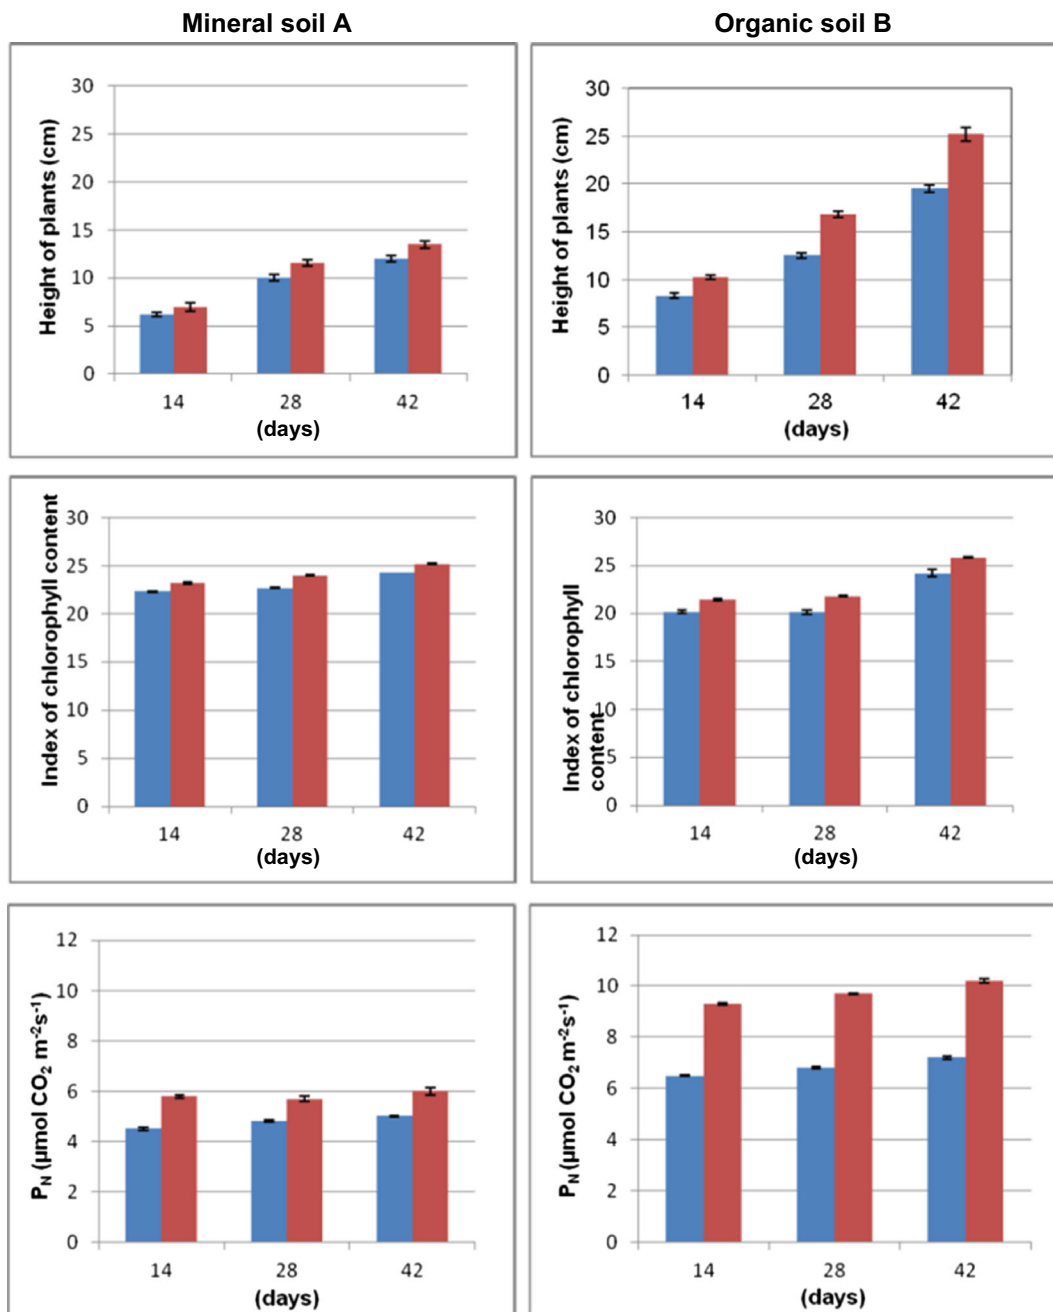 Mineral soil A
Organic soil B
Height of plants (cm)
30
25
20
15
10
5
0
14 28 42
(days)
Height of plants (cm)
30
25
20
15
10
5
0
14 28 42
(days)
Index of chlorophyll content
30
25
20
15
10
5
0
14 28 42
(days)
Index of chlorophyll
content
30
25
20
15
10
5
0
14 28 42
(days)
P_N (µmol CO₂ m⁻²s⁻¹)
12
10
8
6
4
2
0
14 28 42
(days)
P_N (µmol CO₂ m⁻²s⁻¹)
12
10
8
6
4
2
0
14 28 42
(days)